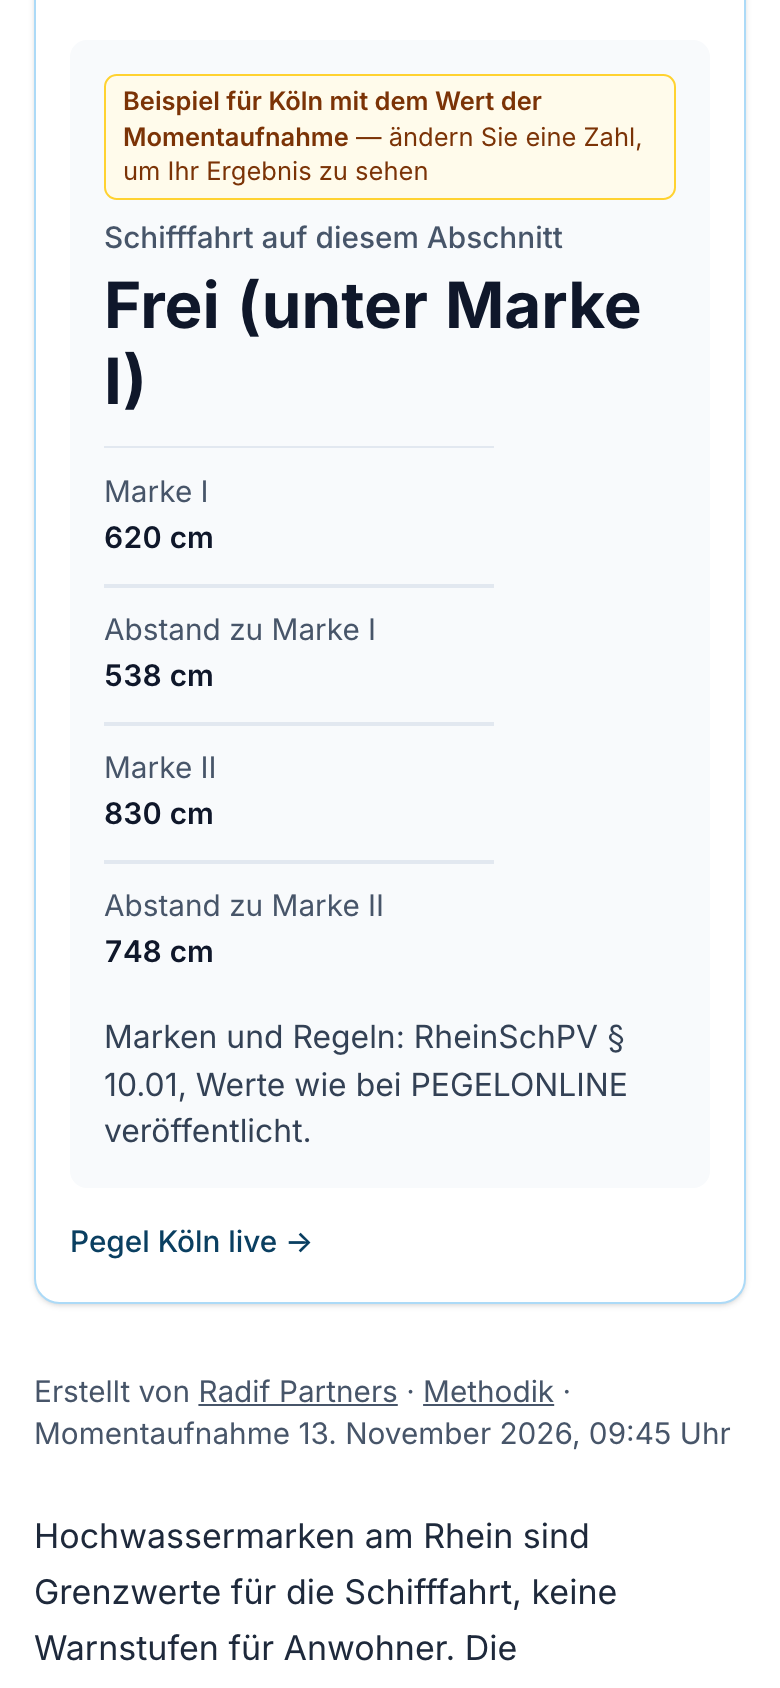 Beispiel für Köln mit dem Wert der
Momentaufnahme — ändern Sie eine Zahl,
um Ihr Ergebnis zu sehen
Schifffahrt auf diesem Abschnitt
Frei (unter Marke
I)
Marke I
620 cm
Abstand zu Marke I
538 cm
Marke II
830 cm
Abstand zu Marke II
748 cm
Marken und Regeln: RheinSchPV §
10.01, Werte wie bei PEGELONLINE
veröffentlicht.
Pegel Köln live →
Erstellt von Radif Partners · Methodik ·
Momentaufnahme 13. November 2026, 09:45 Uhr
Hochwassermarken am Rhein sind
Grenzwerte für die Schifffahrt, keine
Warnstufen für Anwohner. Die